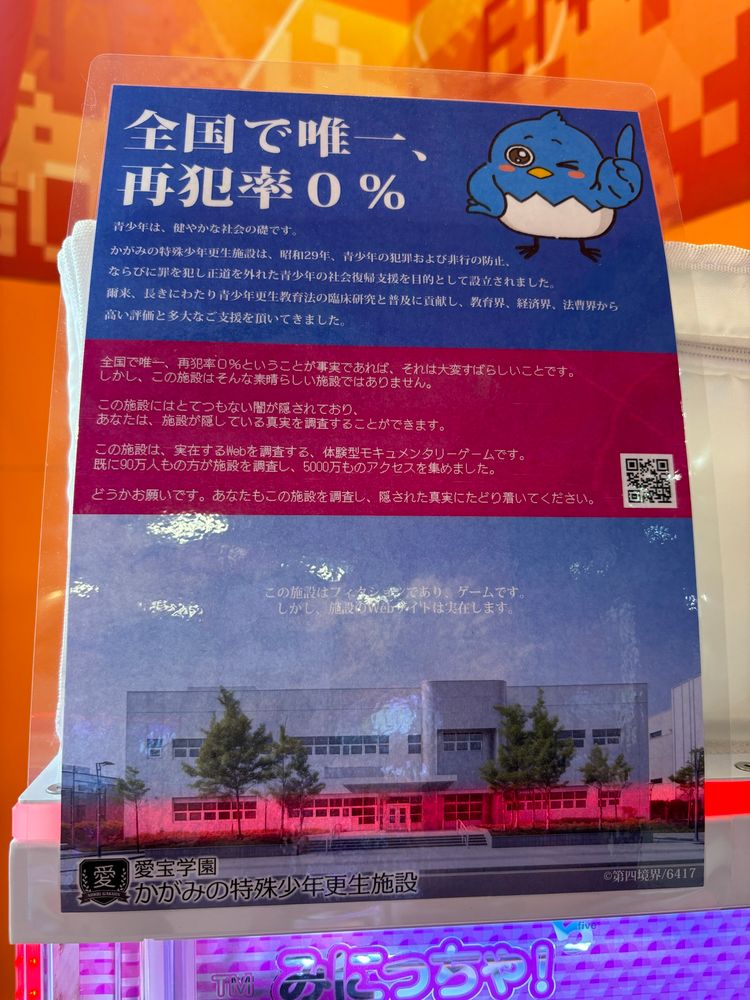 全国で唯一、
再犯率0%
青少年は、健やかな社会の礎です。
かがみの特殊少年更生施設は、昭和29年、青少年の犯罪および非行の防止、
ならびに罪を犯し正道を外れた青少年の社会復帰支援を目的として設立されました。
爾来、長きにわたり青少年更生教育法の臨床研究と普及に貢献し、教育界、経済界、法曹界から
高い評価と多大なご支援を頂いてきました。
全国で唯一、再犯率0%ということが事実であれば、それは大変すばらしいことです。
しかし、この施設はそんな素晴らしい施設ではありません。
この施設にはとてつもない闇が隠されており、
あなたは、施設が隠している真実を調査することができます。
この施設は、実在するWebを調査する、体験型モキュメンタリーゲームです。
既に90万人もの方が施設を調査し、5000万ものアクセスを集めました。
どうかお願いです。あなたもこの施設を調査し、隠された真実にたどり着いてください。
この施設はフィクションであり、ゲームです。
しかし、施設のWebサイトは実在します。
愛
愛宝学園
かがみの特殊少年更生施設
©第四境界/6417
TM みにっちゃ!